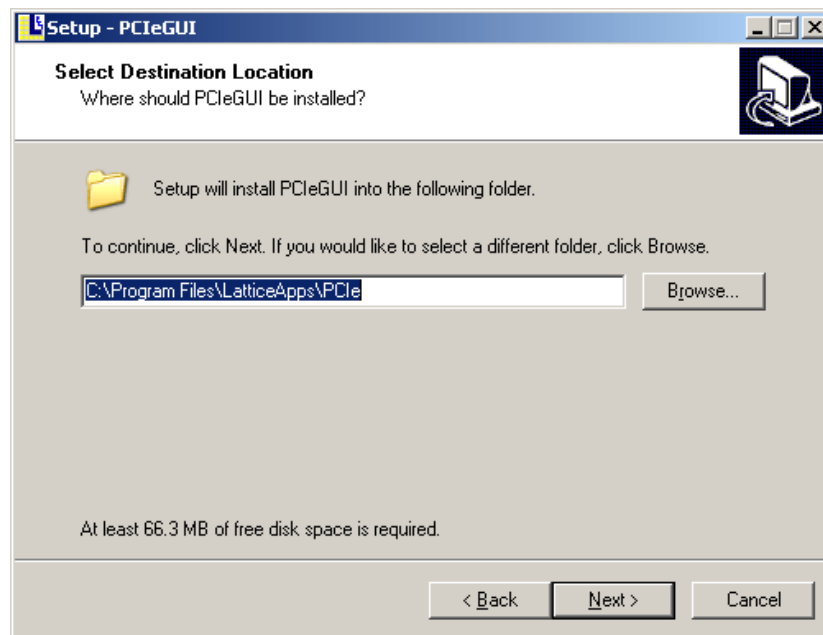 Setup - PCIeGUI
Select Destination Location
Where should PCIeGUI be installed?
Setup will install PCIeGUI into the following folder.
To continue, click Next. If you would like to select a different folder, click Browse.
C:\Program Files\LatticeApps\PCIe
Browse...
At least 66.3 MB of free disk space is required.
< Back
Next >
Cancel